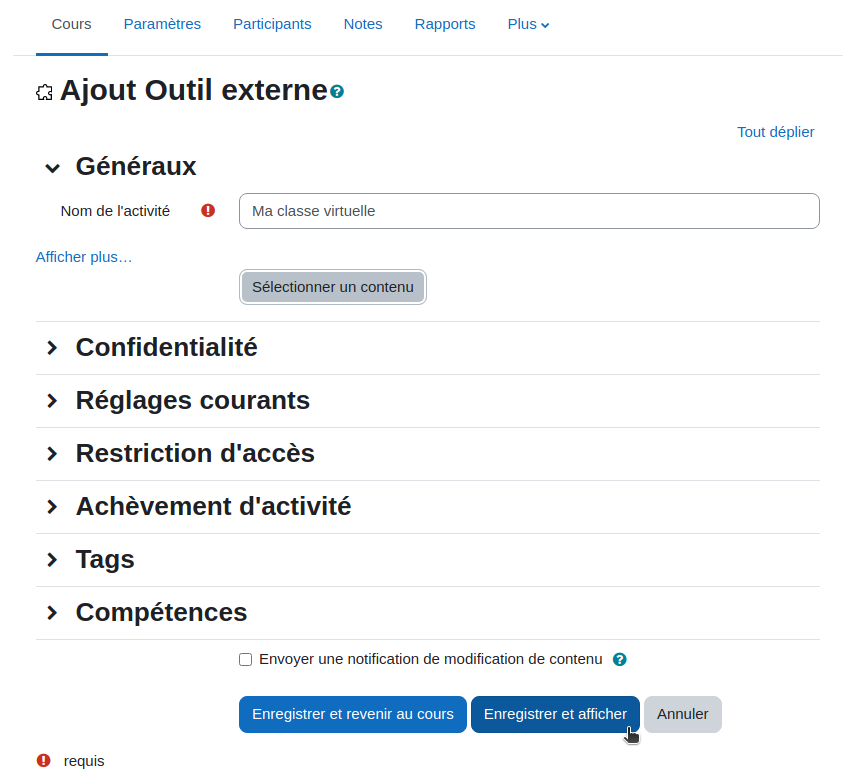 Cours Paramètres Participants Notes Rapports Plus
Ajout Outil externe
Tout déplier
Généraux
Nom de l'activité Ma classe virtuelle
Afficher plus…
Sélectionner un contenu
Confidentialité
Réglages courants
Restriction d'accès
Achèvement d'activité
Tags
Compétences
Envoyer une notification de modification de contenu
Enregistrer et revenir au cours Enregistrer et afficher Annuler
requis